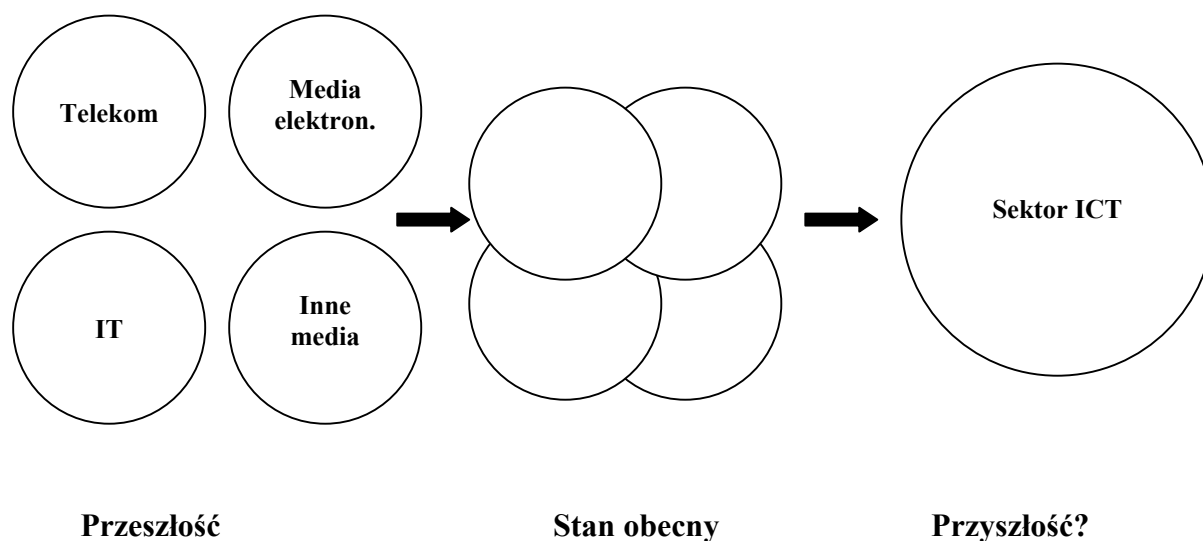 Telekom
Media
elektron.
IT
Inne
media
Sektor ICT
Przeszłość
Stan obecny
Przyszłość?